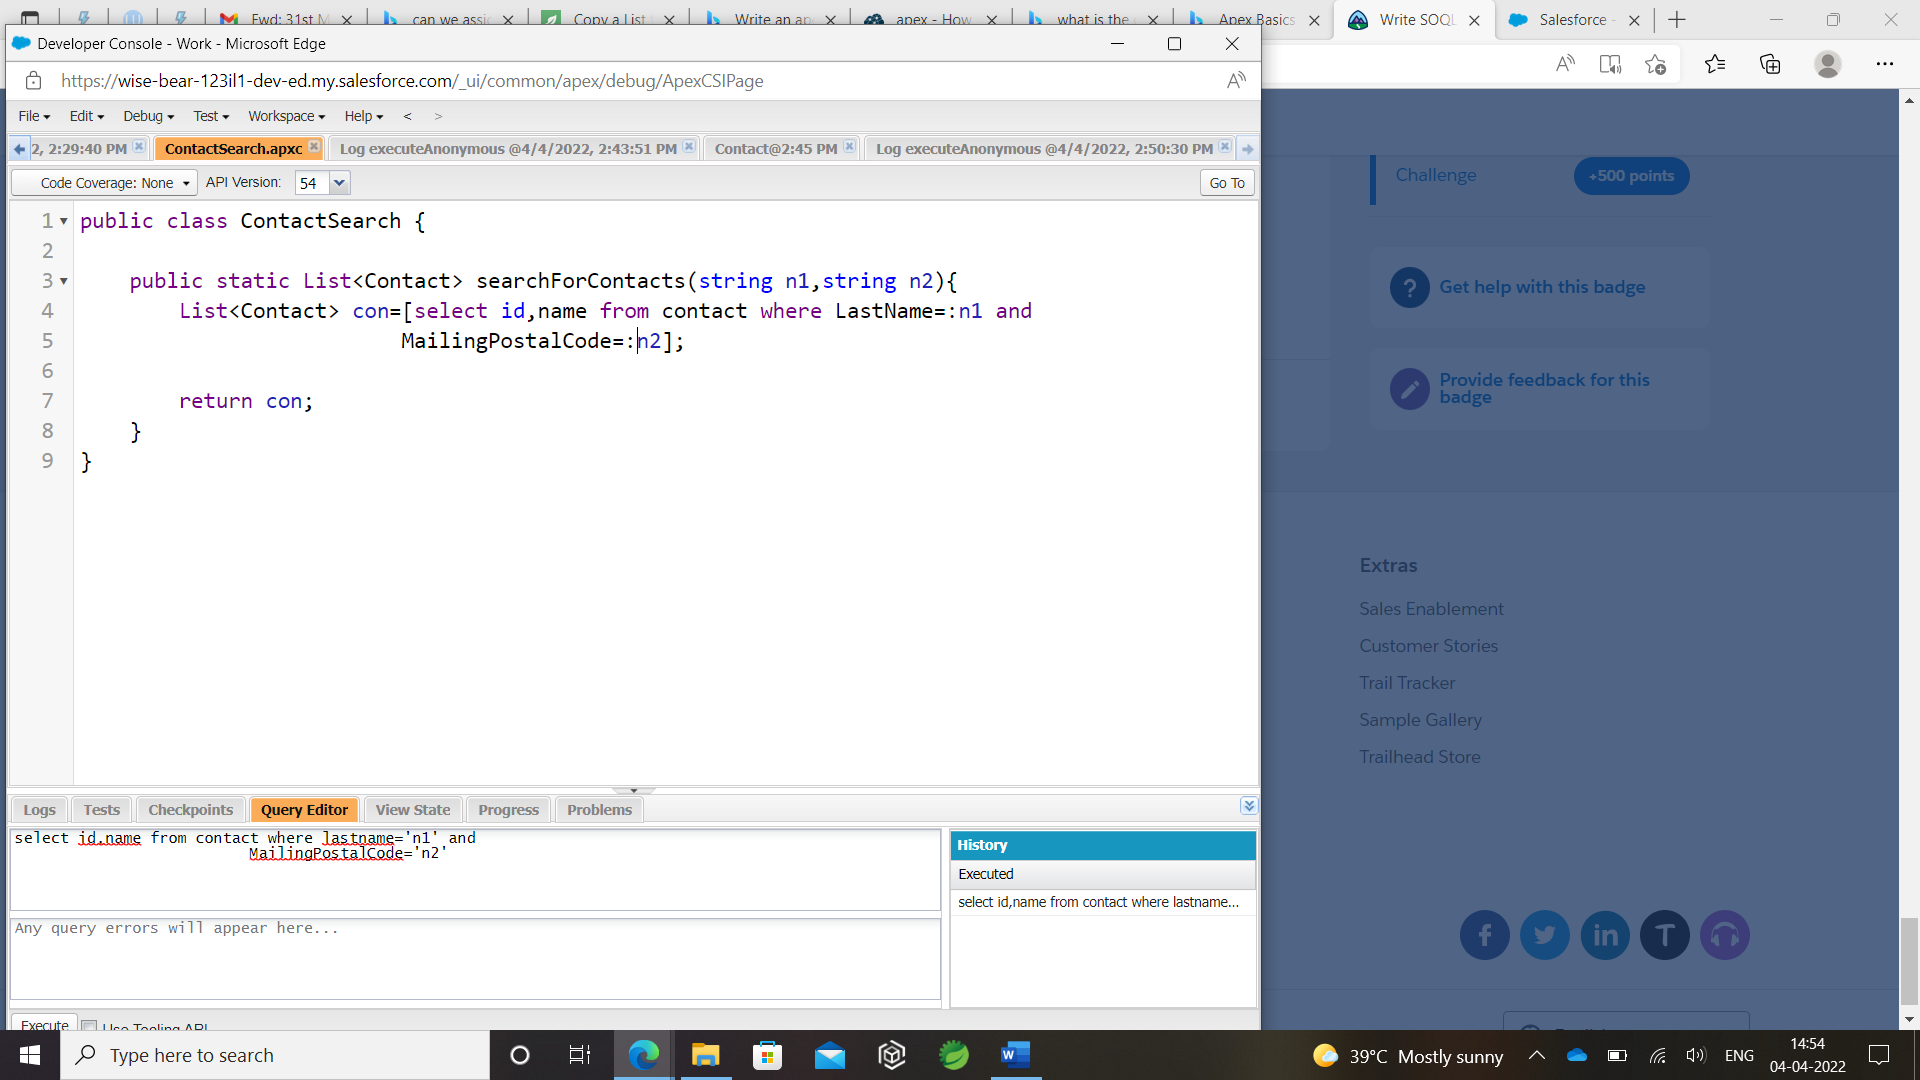 Fwd: 31st M
can we assi
Copy a List
Write an ap
apex - How
what is the
Apex Basics
Write SOQL
Salesforce -
Developer Console - Work - Microsoft Edge
https://wise-bear-123il1-dev-ed.my.salesforce.com/_ui/common/apex/debug/ApexCSIPage
File Edit Debug Test Workspace Help < >
2, 2:29:40 PM
ContactSearch.apxc
Log executeAnonymous @4/4/2022, 2:43:51 PM
Contact@2:45 PM
Log executeAnonymous @4/4/2022, 2:50:30 PM
Code Coverage: None API Version: 54 Go To
1 public class ContactSearch {
2
3 public static List<Contact> searchForContacts(string n1,string n2){
4 List<Contact> con=[select id,name from contact where LastName=:n1 and
5 MailingPostalCode=:n2];
6
7 return con;
8 }
9 }
Logs Tests Checkpoints Query Editor View State Progress Problems
select id,name from contact where lastname='n1' and
MailingPostalCode='n2'
Any query errors will appear here...
History
Executed
select id,name from contact where lastname...
Execute Use Tooling API
Challenge +500 points
Get help with this badge
Provide feedback for this
badge
Extras
Sales Enablement
Customer Stories
Trail Tracker
Sample Gallery
Trailhead Store
Type here to search
39°C Mostly sunny
ENG
14:54
04-04-2022